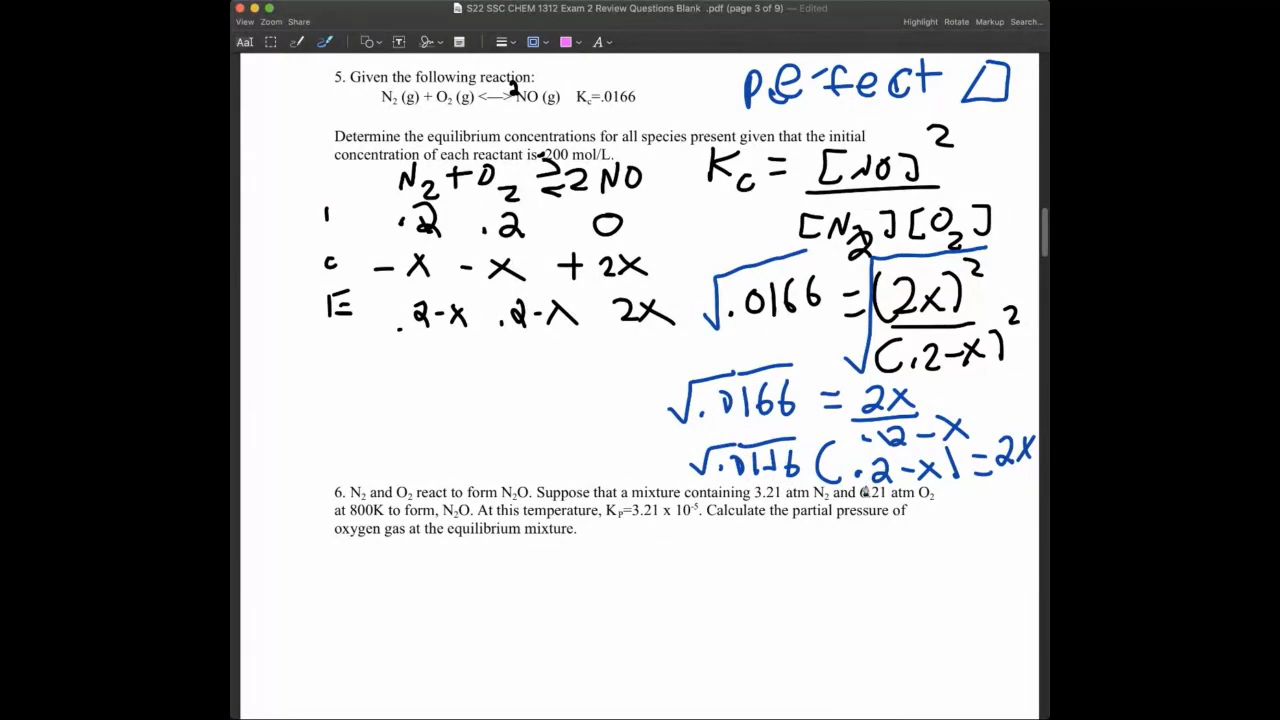 S22 SSC CHEM 1312 Exam 2 Review Questions Blank .pdf (page 3 of 9) — Edited
View Zoom Share Highlight Rotate Markup Search...
AaI A
5. Given the following reaction:
N₂ (g) + O₂ (g) <—> 2 NO (g) K꜀=.0166
perfect
Determine the equilibrium concentrations for all species present given that the initial
concentration of each reactant is .200 mol/L.
N₂ + O₂ ⇌ 2 NO
I .2 .2 0
C -x -x +2x
E .2-x .2-x 2x
Kc = [NO]²
[N₂][O₂]
√.0166 = √(2x)²
(.2-x)²
√.0166 = 2x
.2-x
√.0166 (.2-x) = 2x
6. N₂ and O₂ react to form N₂O. Suppose that a mixture containing 3.21 atm N₂ and 6.21 atm O₂
at 800K to form, N₂O. At this temperature, Kₚ=3.21 x 10⁻⁵. Calculate the partial pressure of
oxygen gas at the equilibrium mixture.